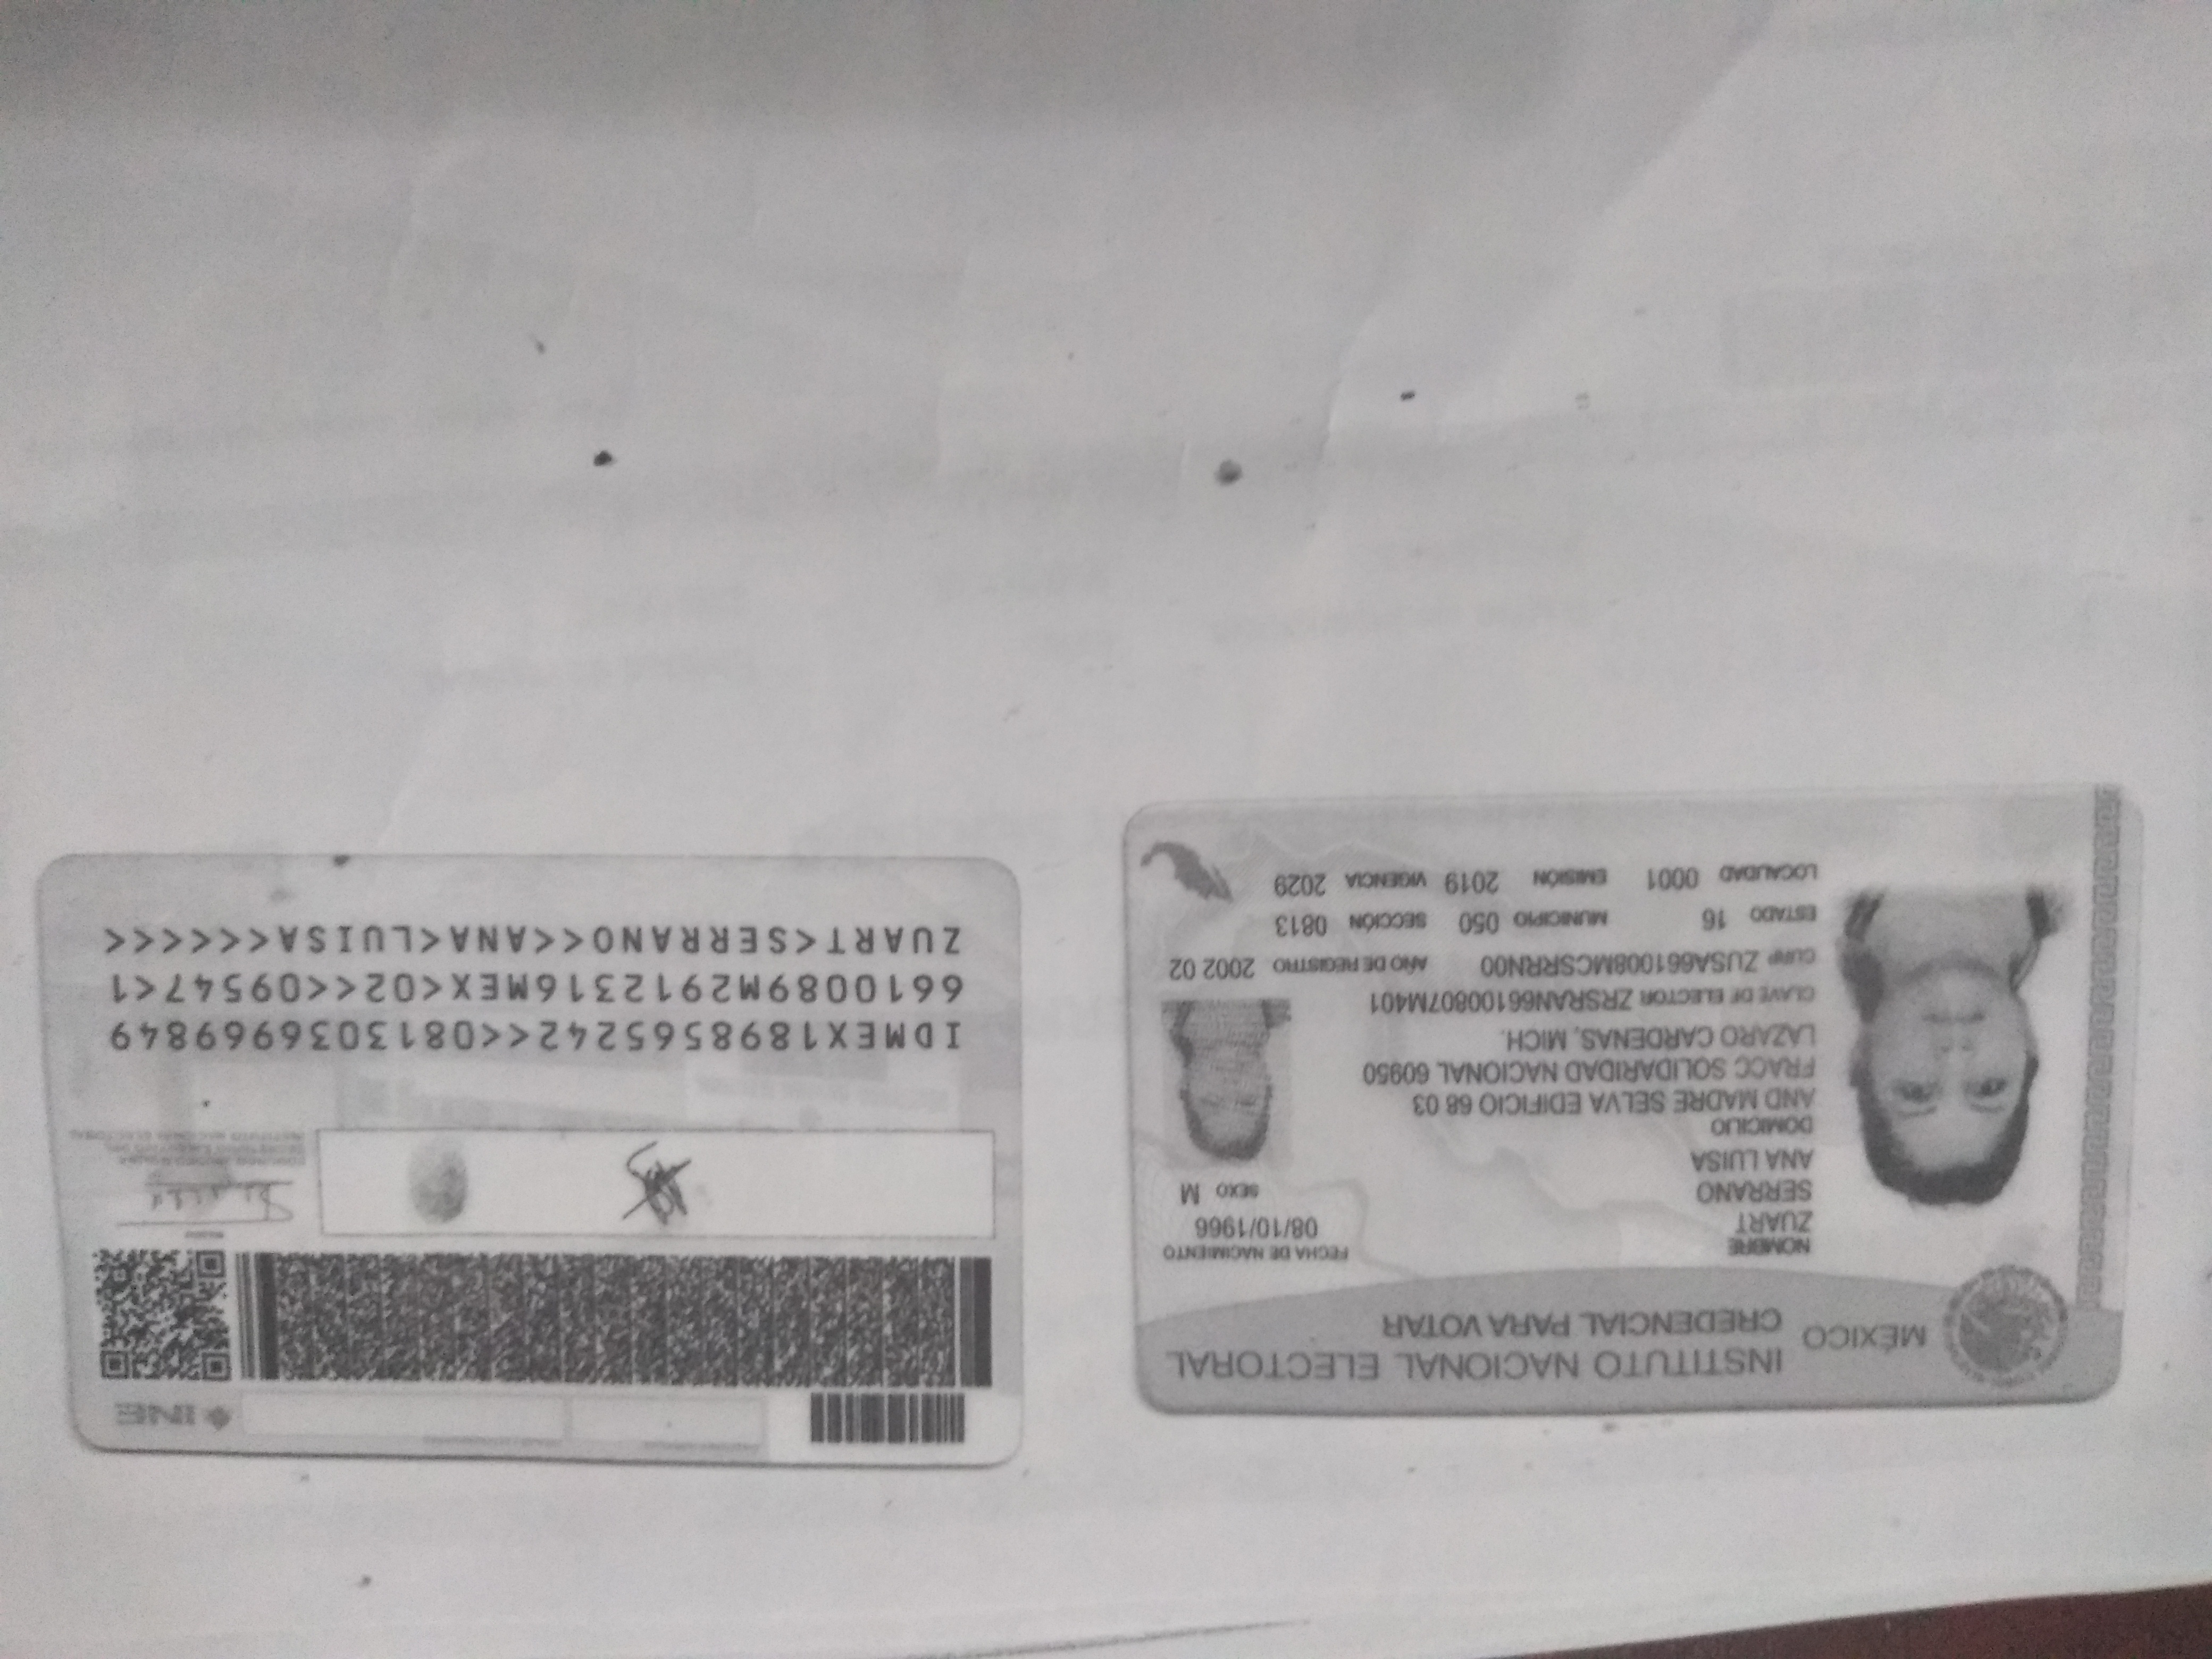 MÉXICO
INSTITUTO NACIONAL ELECTORAL
CREDENCIAL PARA VOTAR
NOMBRE
ZUART
SERRANO
ANA LUISA
FECHA DE NACIMIENTO
08/10/1966
SEXO M
DOMICILIO
AND MADRE SELVA EDIFICIO 68 03
FRACC SOLIDARIDAD NACIONAL 60950
LAZARO CARDENAS, MICH.
CLAVE DE ELECTOR ZRSRAN66100807M401
CURP ZUSA661008MCSRRN00 AÑO DE REGISTRO 2002 02
ESTADO 16 MUNICIPIO 050 SECCIÓN 0813
LOCALIDAD 0001 EMISIÓN 2019 VIGENCIA 2029
INE
IDMEX1898565242<<0813036969849
6610089M2912316MEX<02<<09547<1
ZUART<SERRANO<<ANA<LUISA<<<<<<